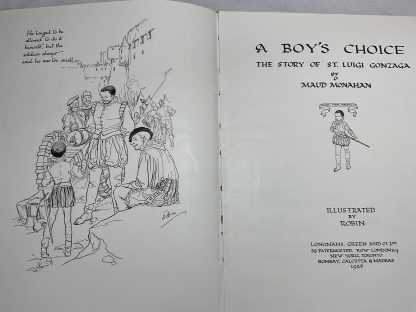 He longed to be
allowed to do it
himself, but the
soldiers always
said he was too small.
A BOY'S CHOICE
THE STORY OF ST. LUIGI GONZAGA
BY
MAUD MONAHAN
ILLUSTRATED
BY
ROBIN
LONGMANS, GREEN AND CO LTD
39 PATERNOSTER ROW LONDON E.C.4
NEW YORK, TORONTO
BOMBAY, CALCUTTA & MADRAS
1926